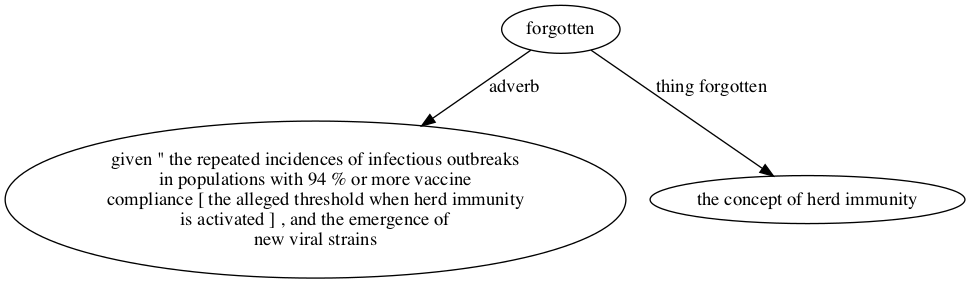 forgotten
adverb
thing forgotten
given " the repeated incidences of infectious outbreaks
in populations with 94 % or more vaccine
compliance [ the alleged threshold when herd immunity
is activated ] , and the emergence of
new viral strains
the concept of herd immunity